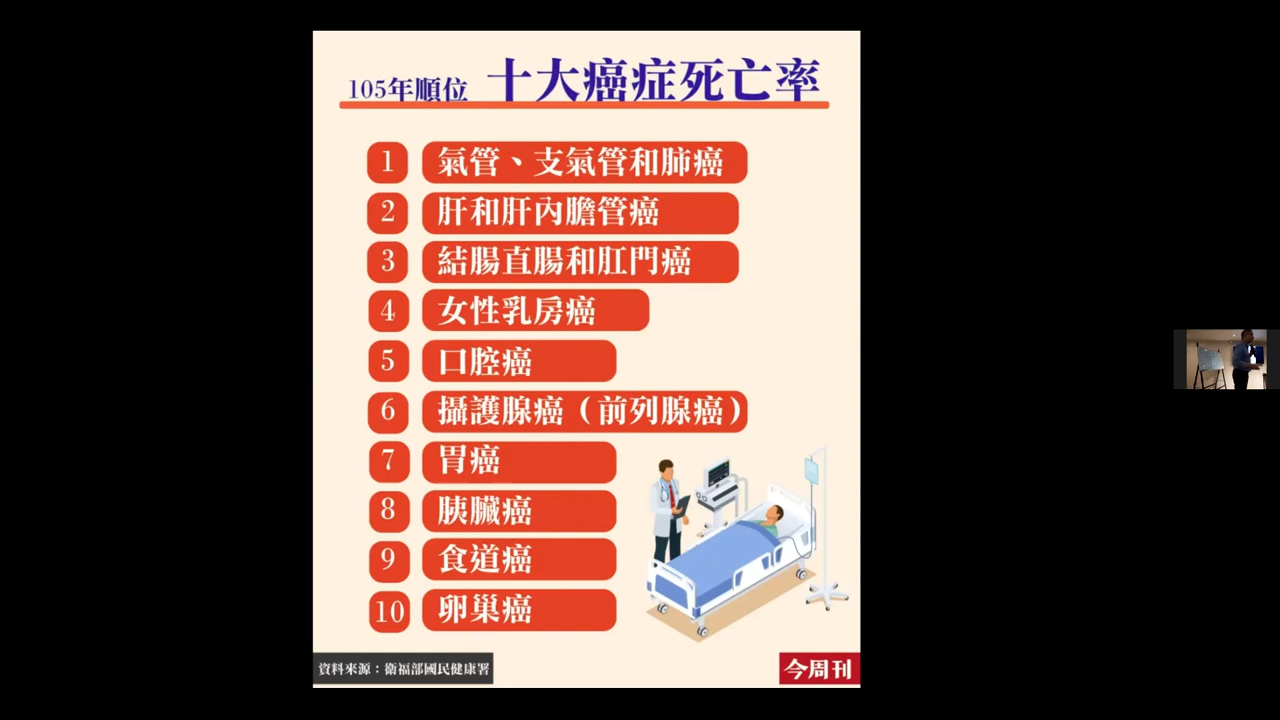 105年順位 十大癌症死亡率
1 氣管、支氣管和肺癌
2 肝和肝內膽管癌
3 結腸直腸和肛門癌
4 女性乳房癌
5 口腔癌
6 攝護腺癌（前列腺癌）
7 胃癌
8 胰臟癌
9 食道癌
10 卵巢癌
資料來源：衛福部國民健康署
今周刊